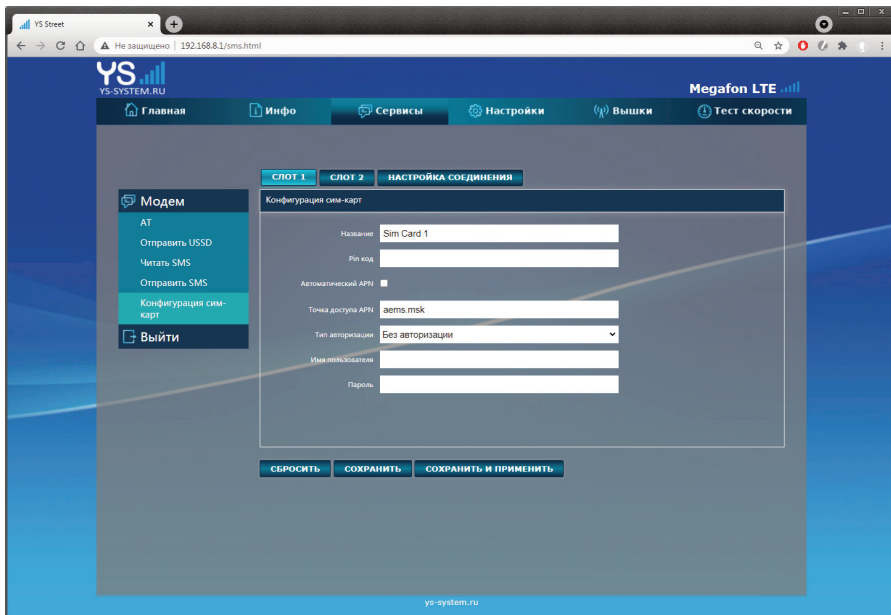 YS Street
Не защищено
192.168.8.1/sms.html
YS
YS-SYSTEM.RU
Megafon LTE
Главная
Инфо
Сервисы
Настройки
Вышки
Тест скорости
СЛОТ 1
СЛОТ 2
НАСТРОЙКА СОЕДИНЕНИЯ
Модем
AT
Отправить USSD
Читать SMS
Отправить SMS
Конфигурация сим-
карт
Выйти
Конфигурация сим-карт
Название
Sim Card 1
Pin код
Автоматический APN
Точка доступа APN
aems.msk
Тип авторизации
Без авторизации
Имя пользователя
Пароль
СБРОСИТЬ
СОХРАНИТЬ
СОХРАНИТЬ И ПРИМЕНИТЬ
ys-system.ru